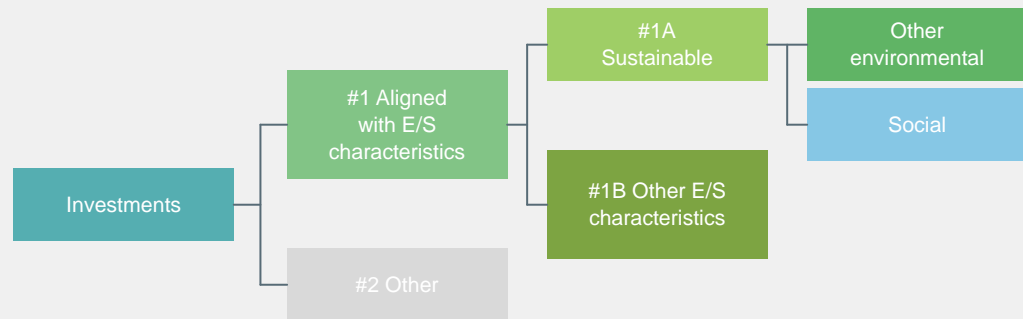 Investments
#1 Aligned
with E/S
characteristics
#2 Other
#1A
Sustainable
#1B Other E/S
characteristics
Other
environmental
Social